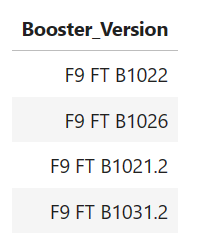 Booster_Version
F9 FT B1022
F9 FT B1026
F9 FT B1021.2
F9 FT B1031.2